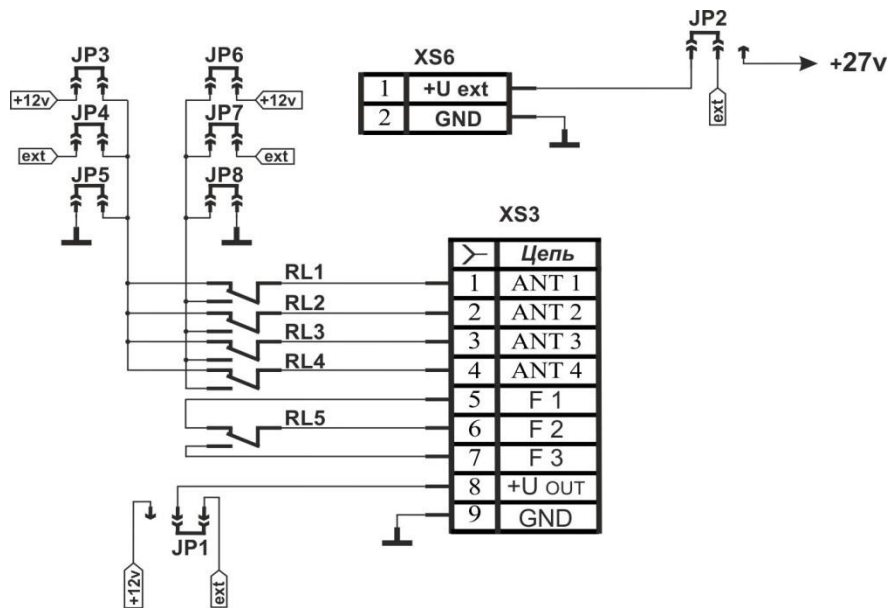 JP2
+27v
ext
XS6
1 +U ext
2 GND
JP3
+12v
JP4
ext
JP5
JP6
+12v
JP7
ext
JP8
XS3
Цепь
1 ANT 1
2 ANT 2
3 ANT 3
4 ANT 4
5 F 1
6 F 2
7 F 3
8 +U OUT
9 GND
RL1
RL2
RL3
RL4
RL5
JP1
+12v
ext